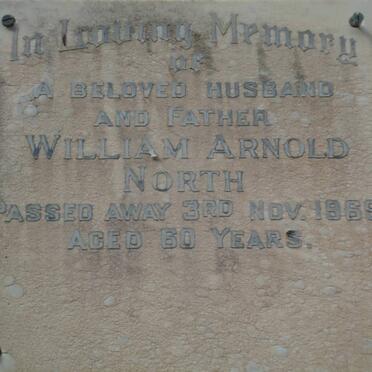 In Loving Memory
of
A BELOVED HUSBAND
AND FATHER
WILLIAM ARNOLD
NORTH
PASSED AWAY 3RD NOV. 1969
AGED 60 YEARS.